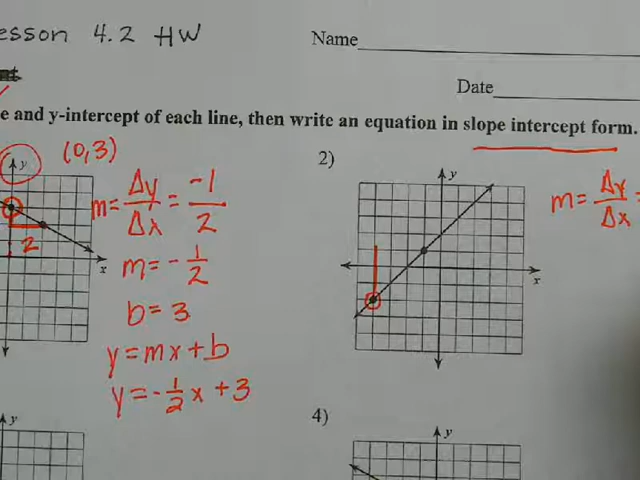 esson 4.2 HW
Name
Date
e and y-intercept of each line, then write an equation in slope intercept form.
y
(0,3)
m = Δy/Δx = -1/2
2
x
m = -1/2
b = 3
y = mx + b
y = -1/2 x + 3
2)
y
x
m = Δy/Δx =
y
4)
y